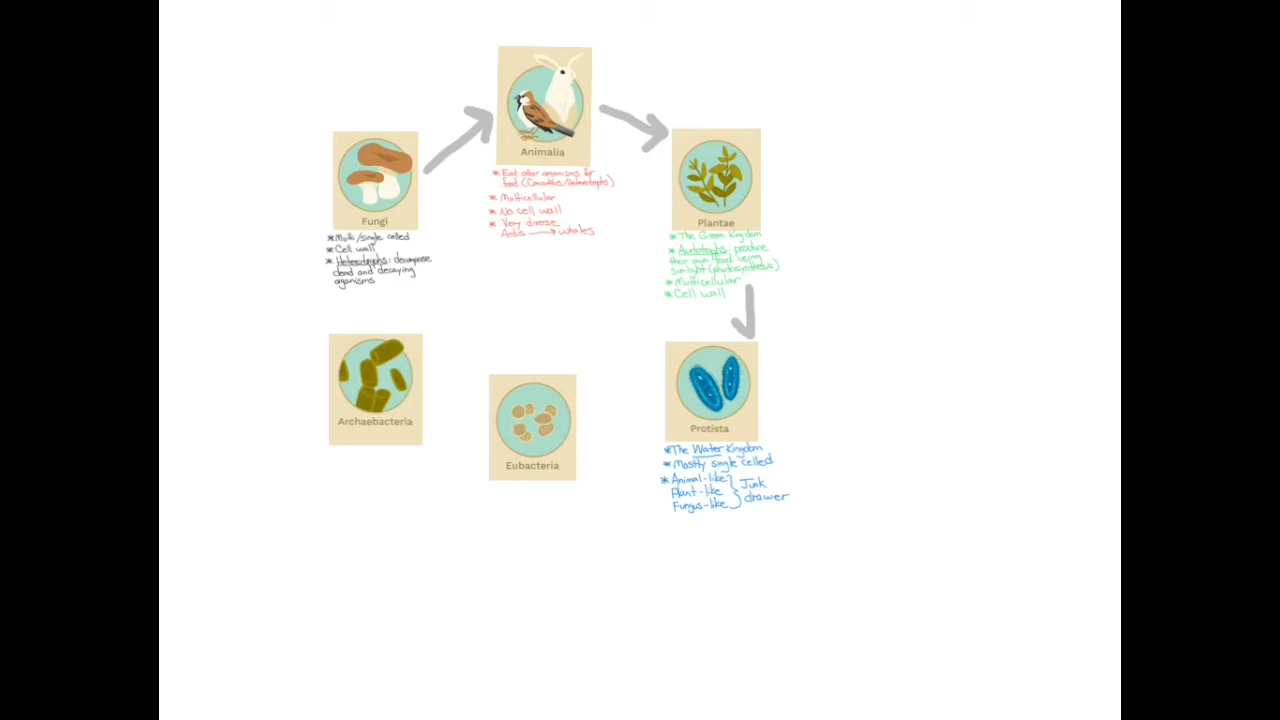 Animalia
* Eat other organisms for
food (Consumers/Heterotrophs)
* Multicellular
* No cell wall
* Very diverse
Ants → whales
Fungi
* Multi/single celled
* Cell wall
* Heterotrophs: decompose
dead and decaying
organisms
Plantae
* The Green Kingdom
* Autotrophs: produce
their own food using
sunlight (photosynthesis)
* Multicellular
* Cell wall
Archaebacteria
Eubacteria
Protista
* The Water Kingdom
* Mostly single celled
* Animal-like
Plant-like
Fungus-like
Junk
drawer